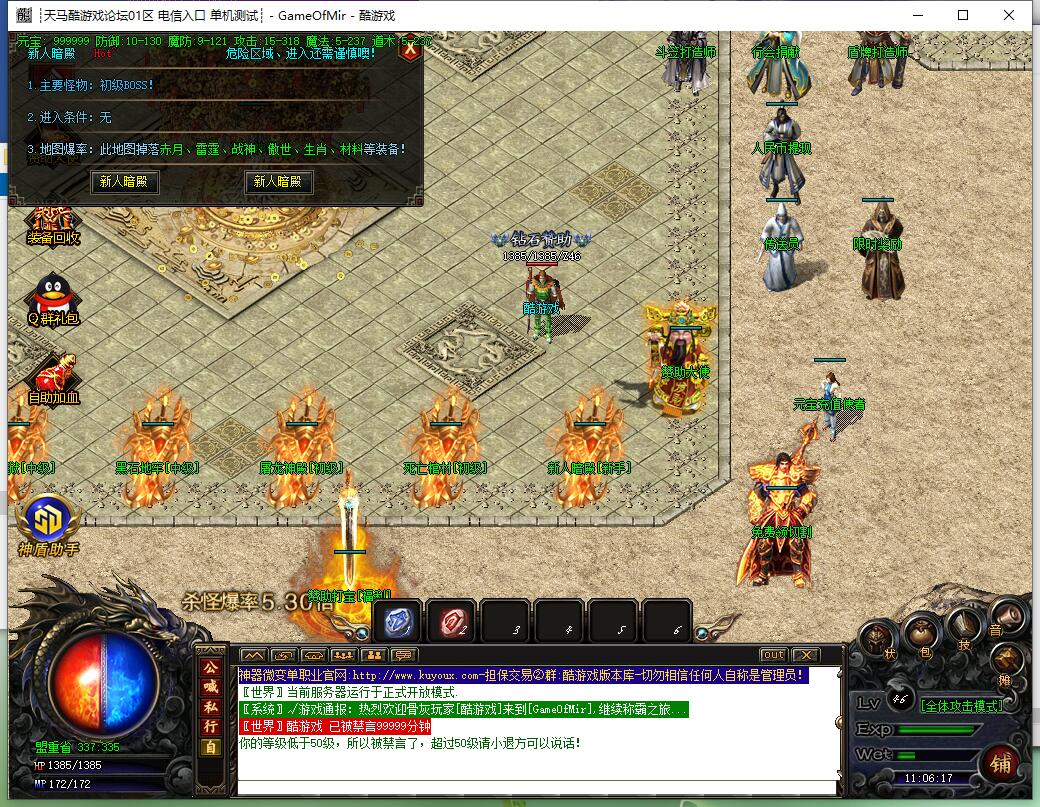 天马酷游戏论坛01区 电信入口 单机测试 - GameOfMir - 酷游戏
元宝: 999999 防御:10-130 魔防:9-121 攻击:15-318 魔法:5-237 道术:5-237
新人暗殿 Hot 危险区域、进入还需谨慎噢!
1.主要怪物: 初级BOSS!
2.进入条件: 无
3.地图爆率: 此地图掉落赤月、雷霆、战神、傲世、生肖、材料等装备!
新人暗殿 新人暗殿
斗笠打造师 行会捐献 盾牌打造师
人民币提现
传送员 限时奖励
装备回收
Q群礼包
自助加血
钻石赞助
1385/1385/Z46
酷游戏
赞助大使
元宝充值使者
[中级] 黑石地牢[中级] 屠龙神殿[初级] 死亡棺材[初级] 新人暗殿[新手]
神盾助手
免费领切割
赞助打宝[福利]
杀怪爆率5.30倍
1 2 3 4 5 6
out X
公
喊
私
行
自
神器微变单职业官网:http://www.kuyoux.com-担保交易②群:酷游戏版本库-切勿相信任何人自称是管理员!
〖世界〗当前服务器运行于正式开放模式.
〖系统〗√游戏通报: 热烈欢迎骨灰玩家[酷游戏]来到[GameOfMir],继续称霸之旅...
〖世界〗酷游戏 已被禁言99999分钟
你的等级低于50级，所以被禁言了，超过50级请小退方可以说话!
盟重省 337:335
HP 1385/1385
MP 172/172
状 包 技 音
摊
Lv 46 [全体攻击模式]
Exp
Wet
铺
11:06:17